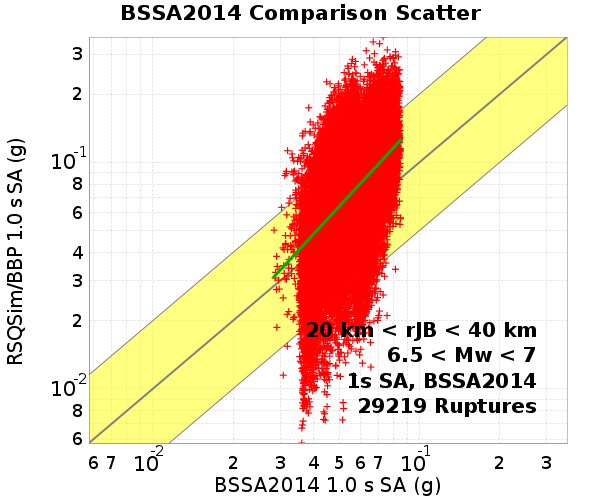 BSSA2014 Comparison Scatter
RSQSim/BBP 1.0 s SA (g)
3
2
10-1
8
6
4
3
2
10-2
8
6
20 km < rJB < 40 km
6.5 < Mw < 7
1s SA, BSSA2014
29219 Ruptures
6 7 10-2 2 3 4 5 6 7 10-1 2 3
BSSA2014 1.0 s SA (g)